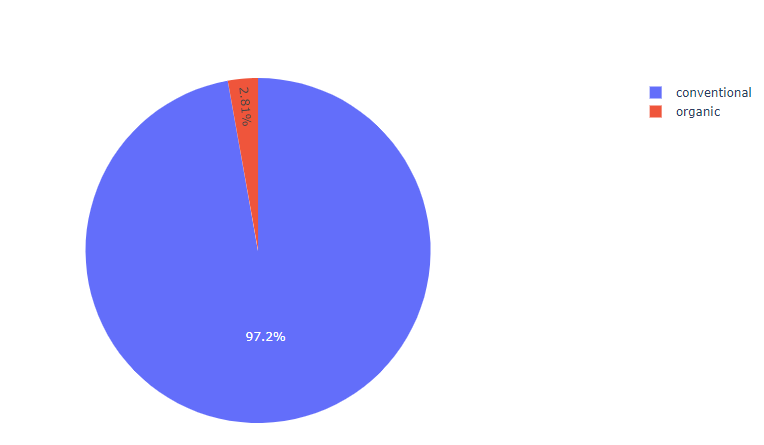 conventional
organic
2.81%
97.2%